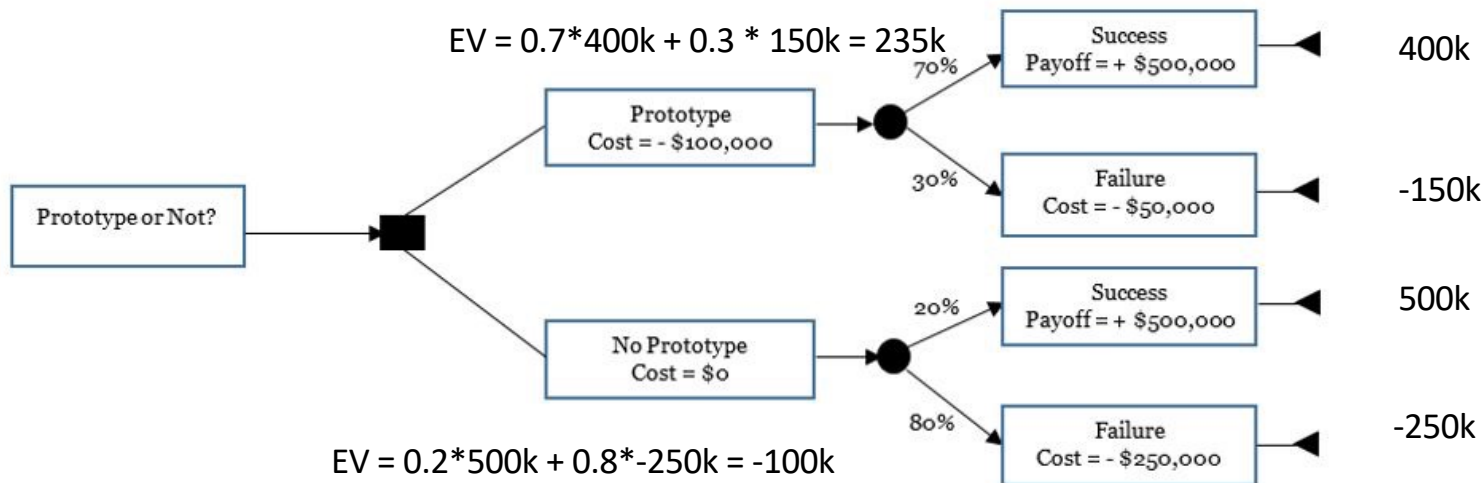 EV = 0.7*400k + 0.3 * 150k = 235k
Success
Payoff = + $500,000
400k
70%
Prototype
Cost = - $100,000
30%
Failure
Cost = - $50,000
-150k
Prototype or Not?
Success
Payoff = + $500,000
500k
20%
No Prototype
Cost = $0
80%
Failure
Cost = - $250,000
-250k
EV = 0.2*500k + 0.8*-250k = -100k